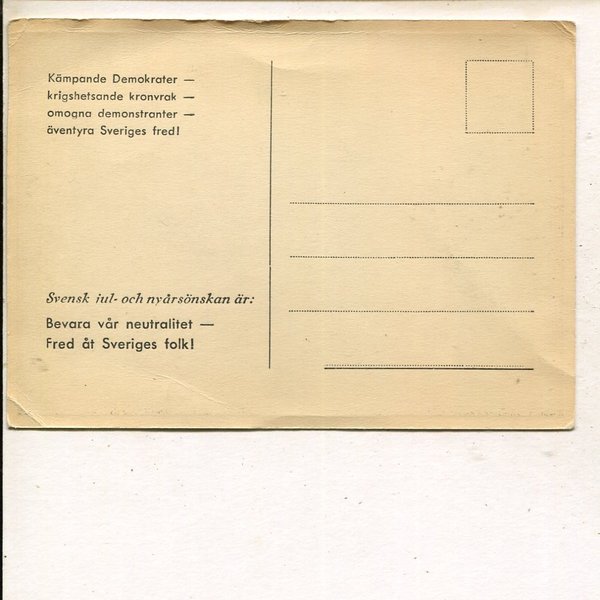 Kämpande Demokrater —
krigshetsande kronvrak —
omogna demonstranter —
äventyra Sveriges fred!
Svensk iul- och nyårsönskan är:
Bevara vår neutralitet —
Fred åt Sveriges folk!